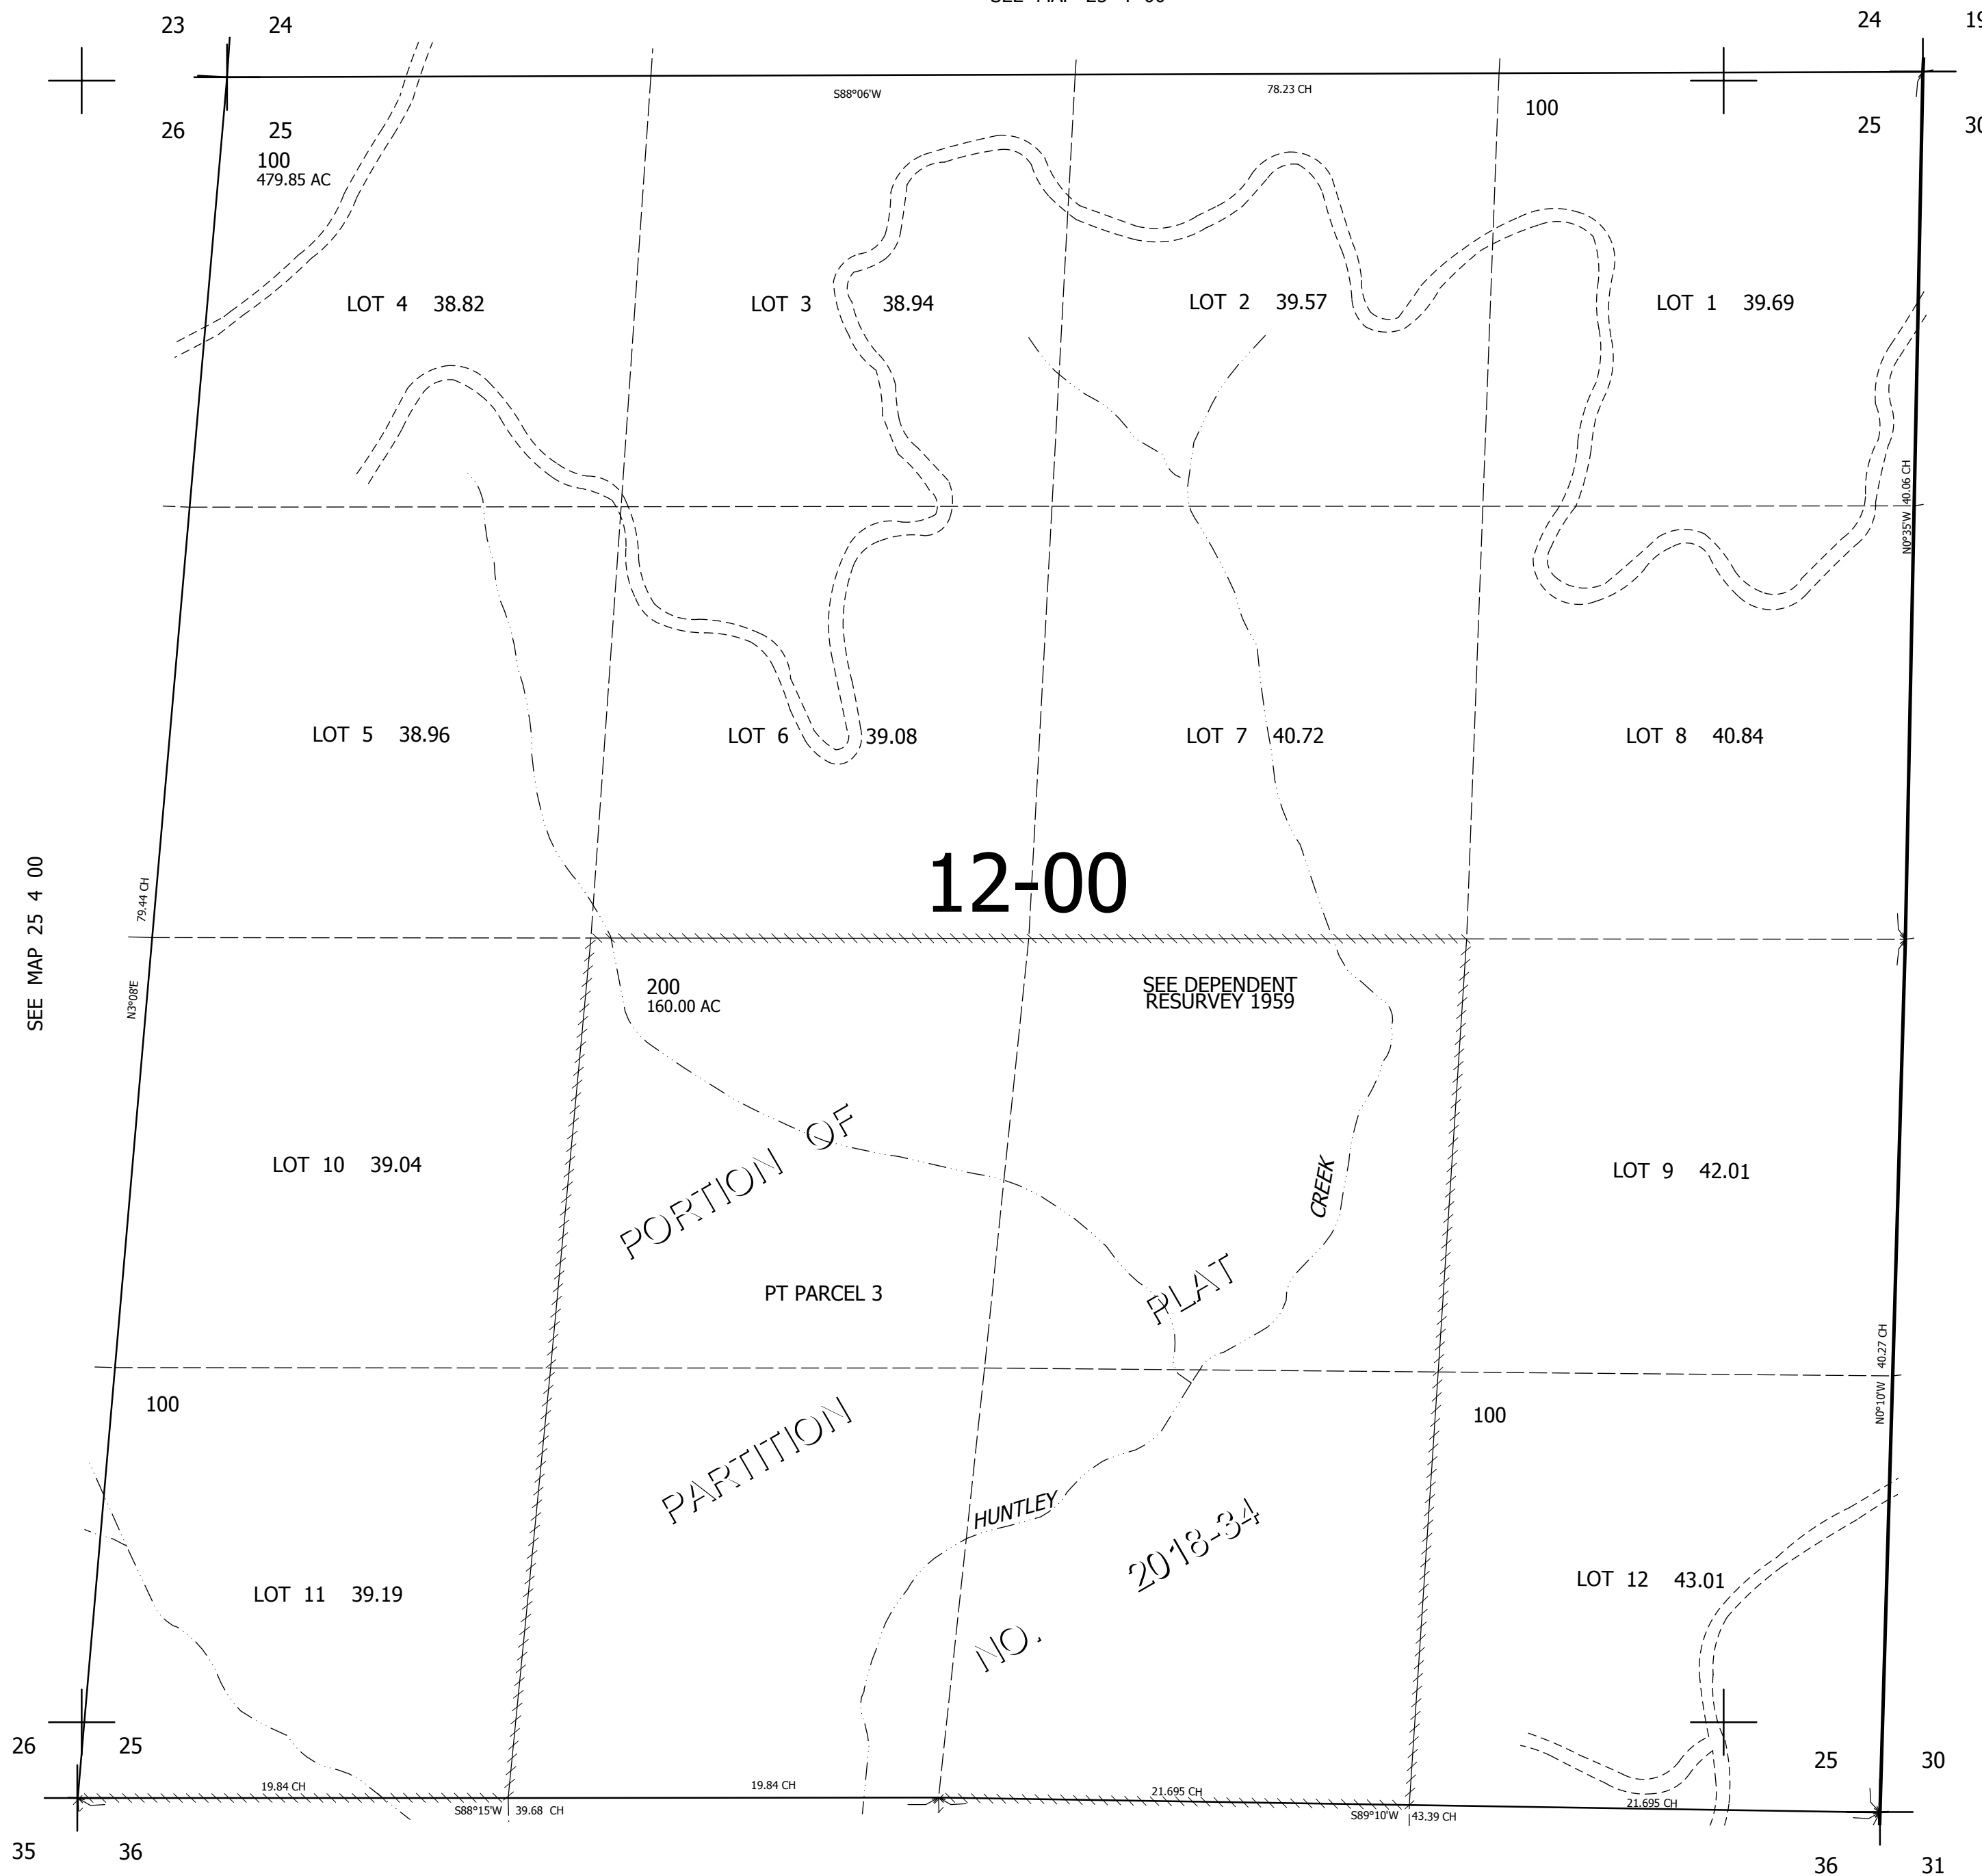 23 24
24 19
S88°06'W
78.23 CH
100
26 25
25 30
100
479.85 AC
LOT 4 38.82
LOT 3 38.94
LOT 2 39.57
LOT 1 39.69
N0°35'W 40.06 CH
LOT 5 38.96
LOT 6 39.08
LOT 7 40.72
LOT 8 40.84
12-00
SEE MAP 25 4 00
79.44 CH
N3°08'E
200
160.00 AC
SEE DEPENDENT
RESURVEY 1959
LOT 10 39.04
PORTION OF
CREEK
LOT 9 42.01
PT PARCEL 3
PLAT
N0°10'W 40.27 CH
100
100
PARTITION
HUNTLEY
2018-34
LOT 11 39.19
LOT 12 43.01
NO.
26 25
25 30
19.84 CH
19.84 CH
21.695 CH
21.695 CH
S88°15'W 39.68 CH
S89°10'W 43.39 CH
35 36
36 31